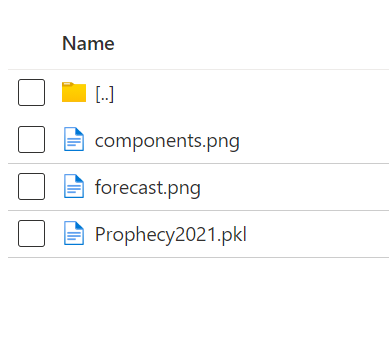 Name
[..]
components.png
forecast.png
Prophecy2021.pkl